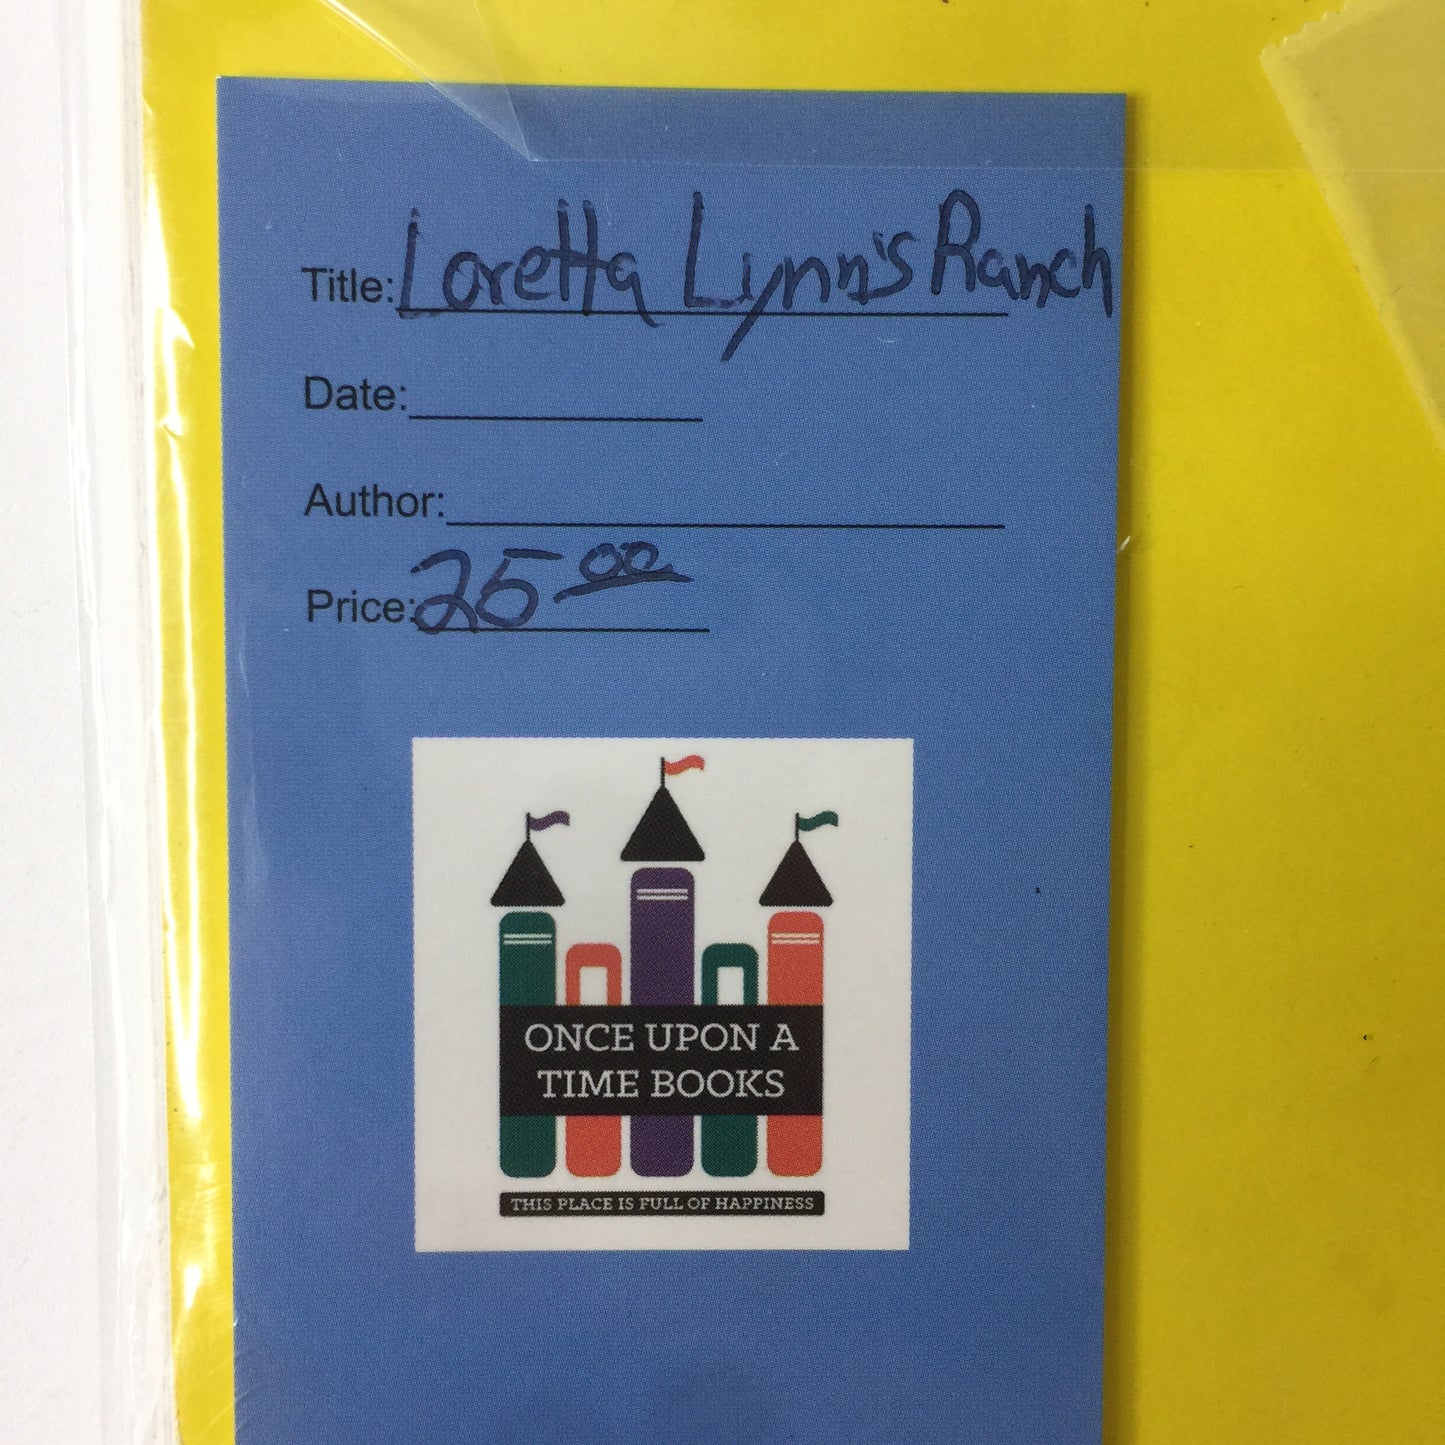 Title: Loretta Lynn's Ranch
Date:
Author:
Price: 25 00
ONCE UPON A
TIME BOOKS
THIS PLACE IS FULL OF HAPPINESS